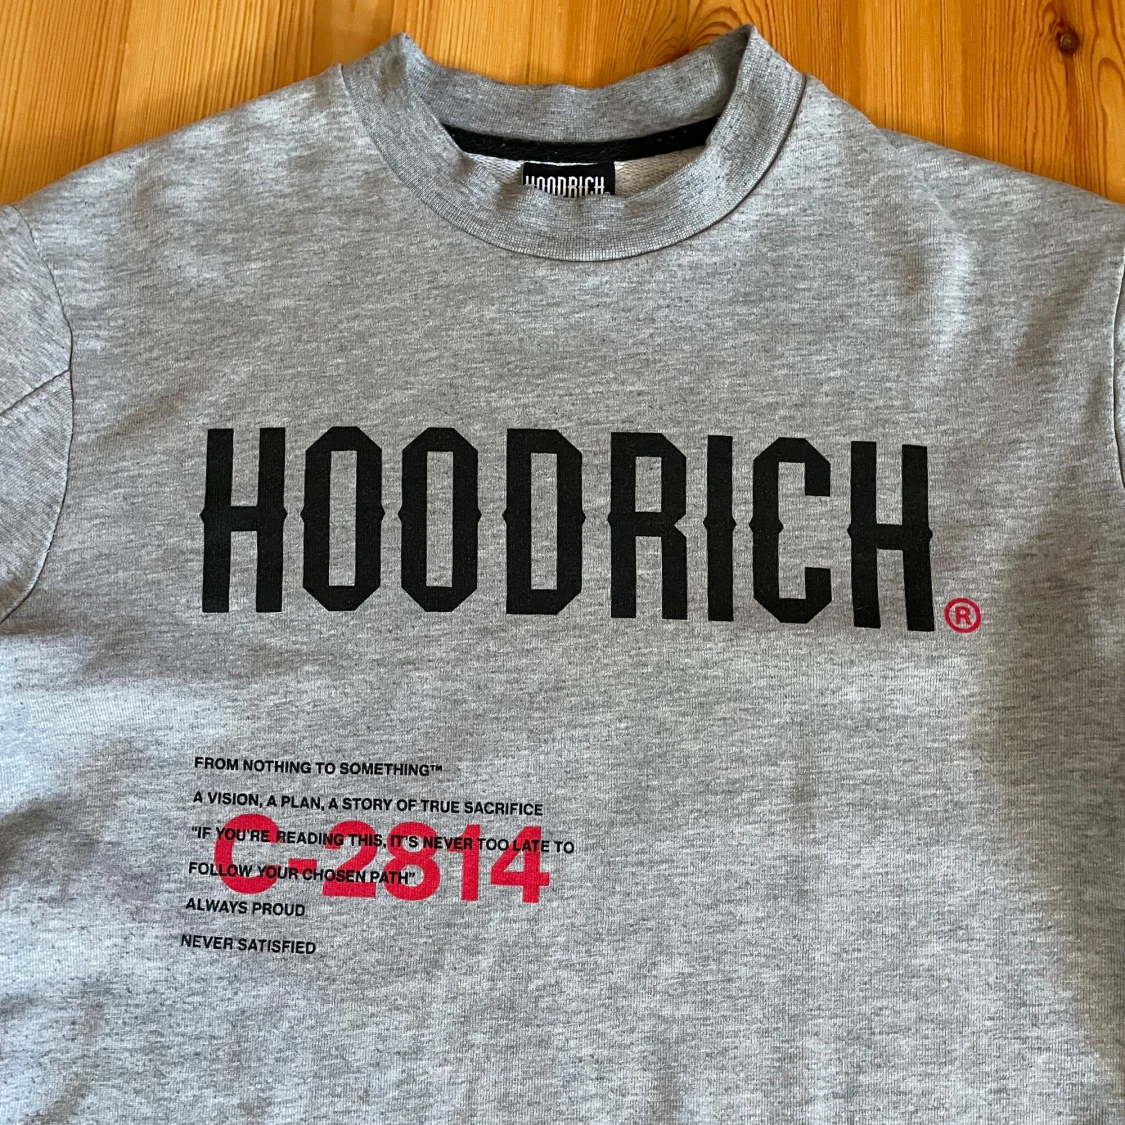 HOODRICH
HOODRICH®
FROM NOTHING TO SOMETHING™
A VISION, A PLAN, A STORY OF TRUE SACRIFICE
"IF YOU'RE READING THIS, IT'S NEVER TOO LATE TO
C-2814
FOLLOW YOUR CHOSEN PATH"
ALWAYS PROUD
NEVER SATISFIED